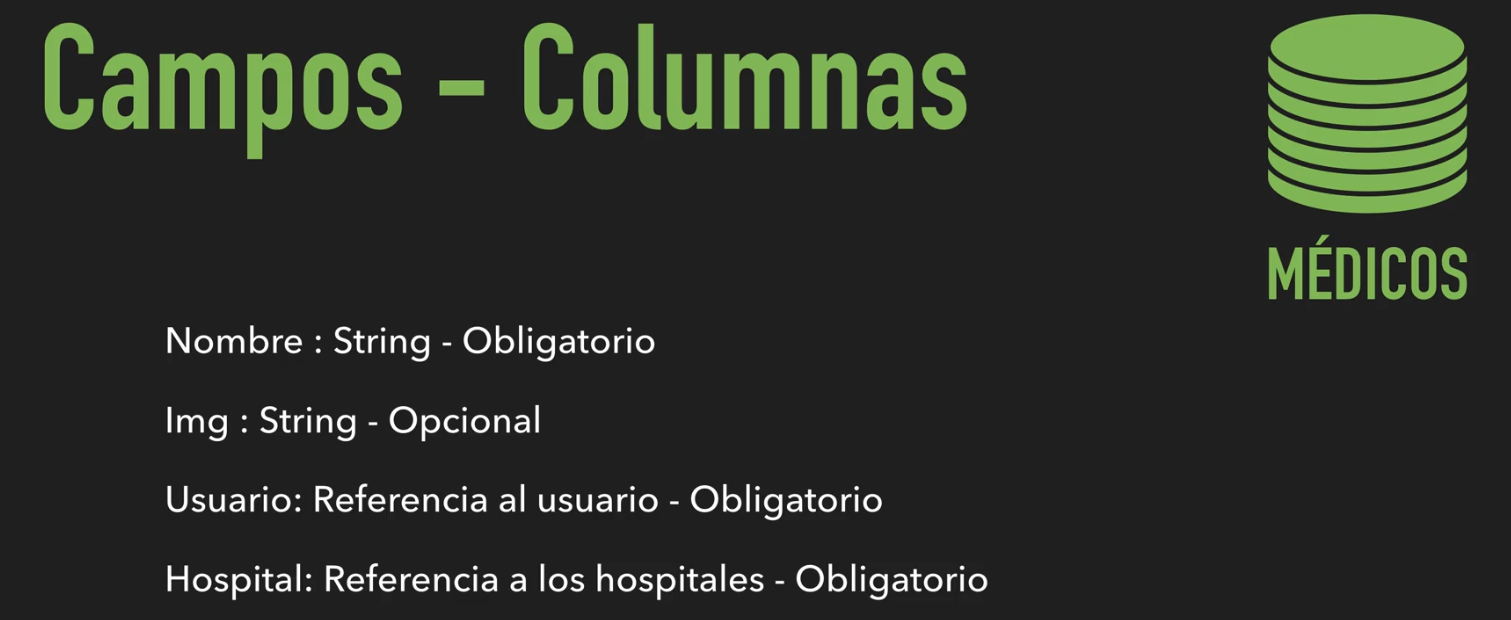 Campos - Columnas
MÉDICOS
Nombre : String - Obligatorio
Img : String - Opcional
Usuario: Referencia al usuario - Obligatorio
Hospital: Referencia a los hospitales - Obligatorio